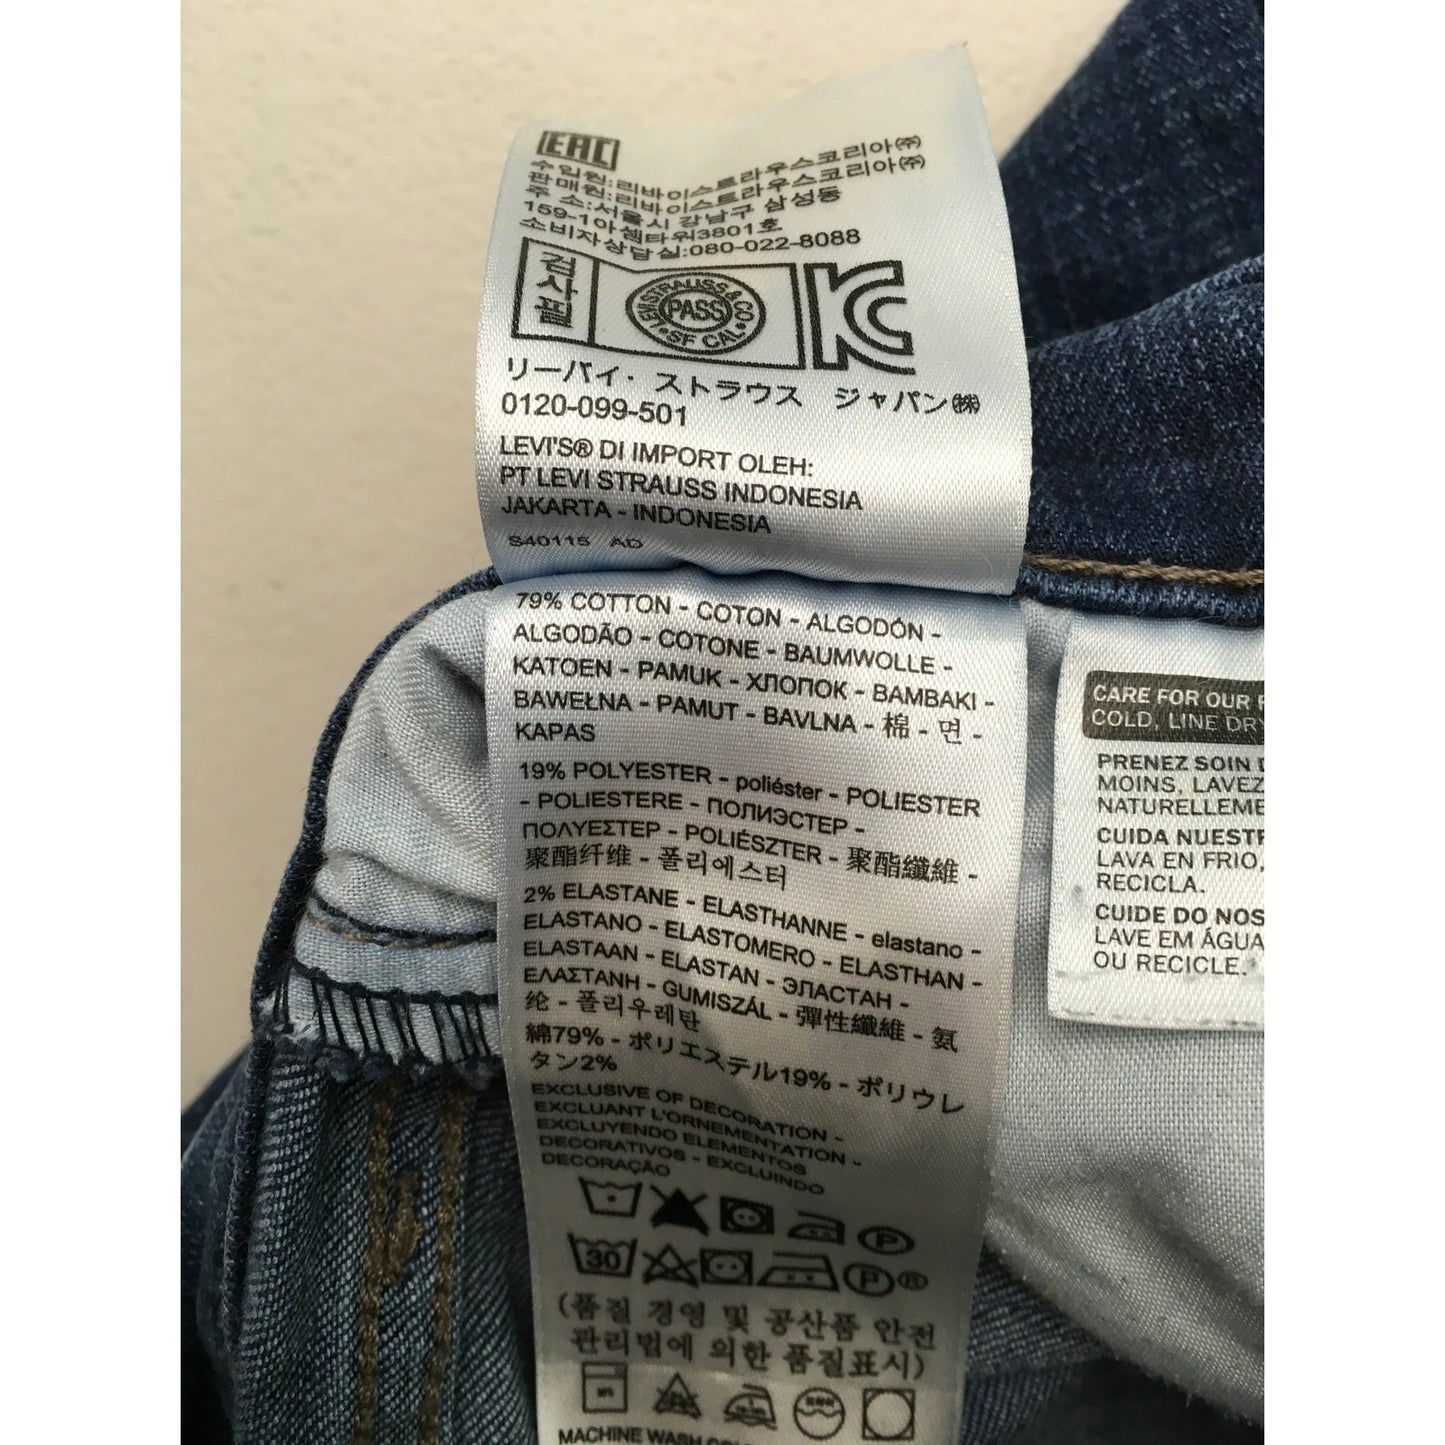 EAC
수입원:리바이스트라우스코리아㈜
판매원:리바이스트라우스코리아㈜
주 소:서울시 강남구 삼성동
159-1아셈타워3801호
소비자상담실:080-022-8088
검사필
LEVI STRAUSS & CO
PASS
SF CAL
KC
リーバイ・ストラウス ジャパン㈱
0120-099-501
LEVI'S® DI IMPORT OLEH:
PT LEVI STRAUSS INDONESIA
JAKARTA - INDONESIA
S40115 AD
79% COTTON - COTON - ALGODÓN -
ALGODÃO - COTONE - BAUMWOLLE -
KATOEN - PAMUK - ХЛОПОК - BAMBAKI -
BAWEŁNA - PAMUT - BAVLNA - 棉 - 면 -
KAPAS
19% POLYESTER - poliéster - POLIESTER
- POLIESTERE - ПОЛИЭСТЕР -
ΠΟΛΥΕΣΤΕΡ - POLIÉSZTER - 聚酯纖維 -
聚酯纤维 - 폴리에스터
2% ELASTANE - ELASTHANNE - elastano -
ELASTANO - ELASTOMERO - ELASTHAN -
ELASTAAN - ELASTAN - ЭЛАСТАН -
ΕΛΑΣΤΑΝΗ - GUMISZÁL - 彈性纖維 - 氨
纶 - 폴리우레탄
綿79% - ポリエステル19% - ポリウレ
タン2%
EXCLUSIVE OF DECORATION -
EXCLUANT L'ORNEMENTATION -
EXCLUYENDO ELEMENTOS
DECORATIVOS - EXCLUINDO
DECORAÇÃO
P
30 P ®
(품질 경영 및 공산품 안전
관리법에 의한 품질표시)
MACHINE WASH
CARE FOR OUR
COLD, LINE DRY
PRENEZ SOIN
MOINS, LAVEZ
NATURELLEME
CUIDA NUEST
LAVA EN FRIO,
RECICLA.
CUIDE DO NOS
LAVE EM ÁGUA
OU RECICLE.